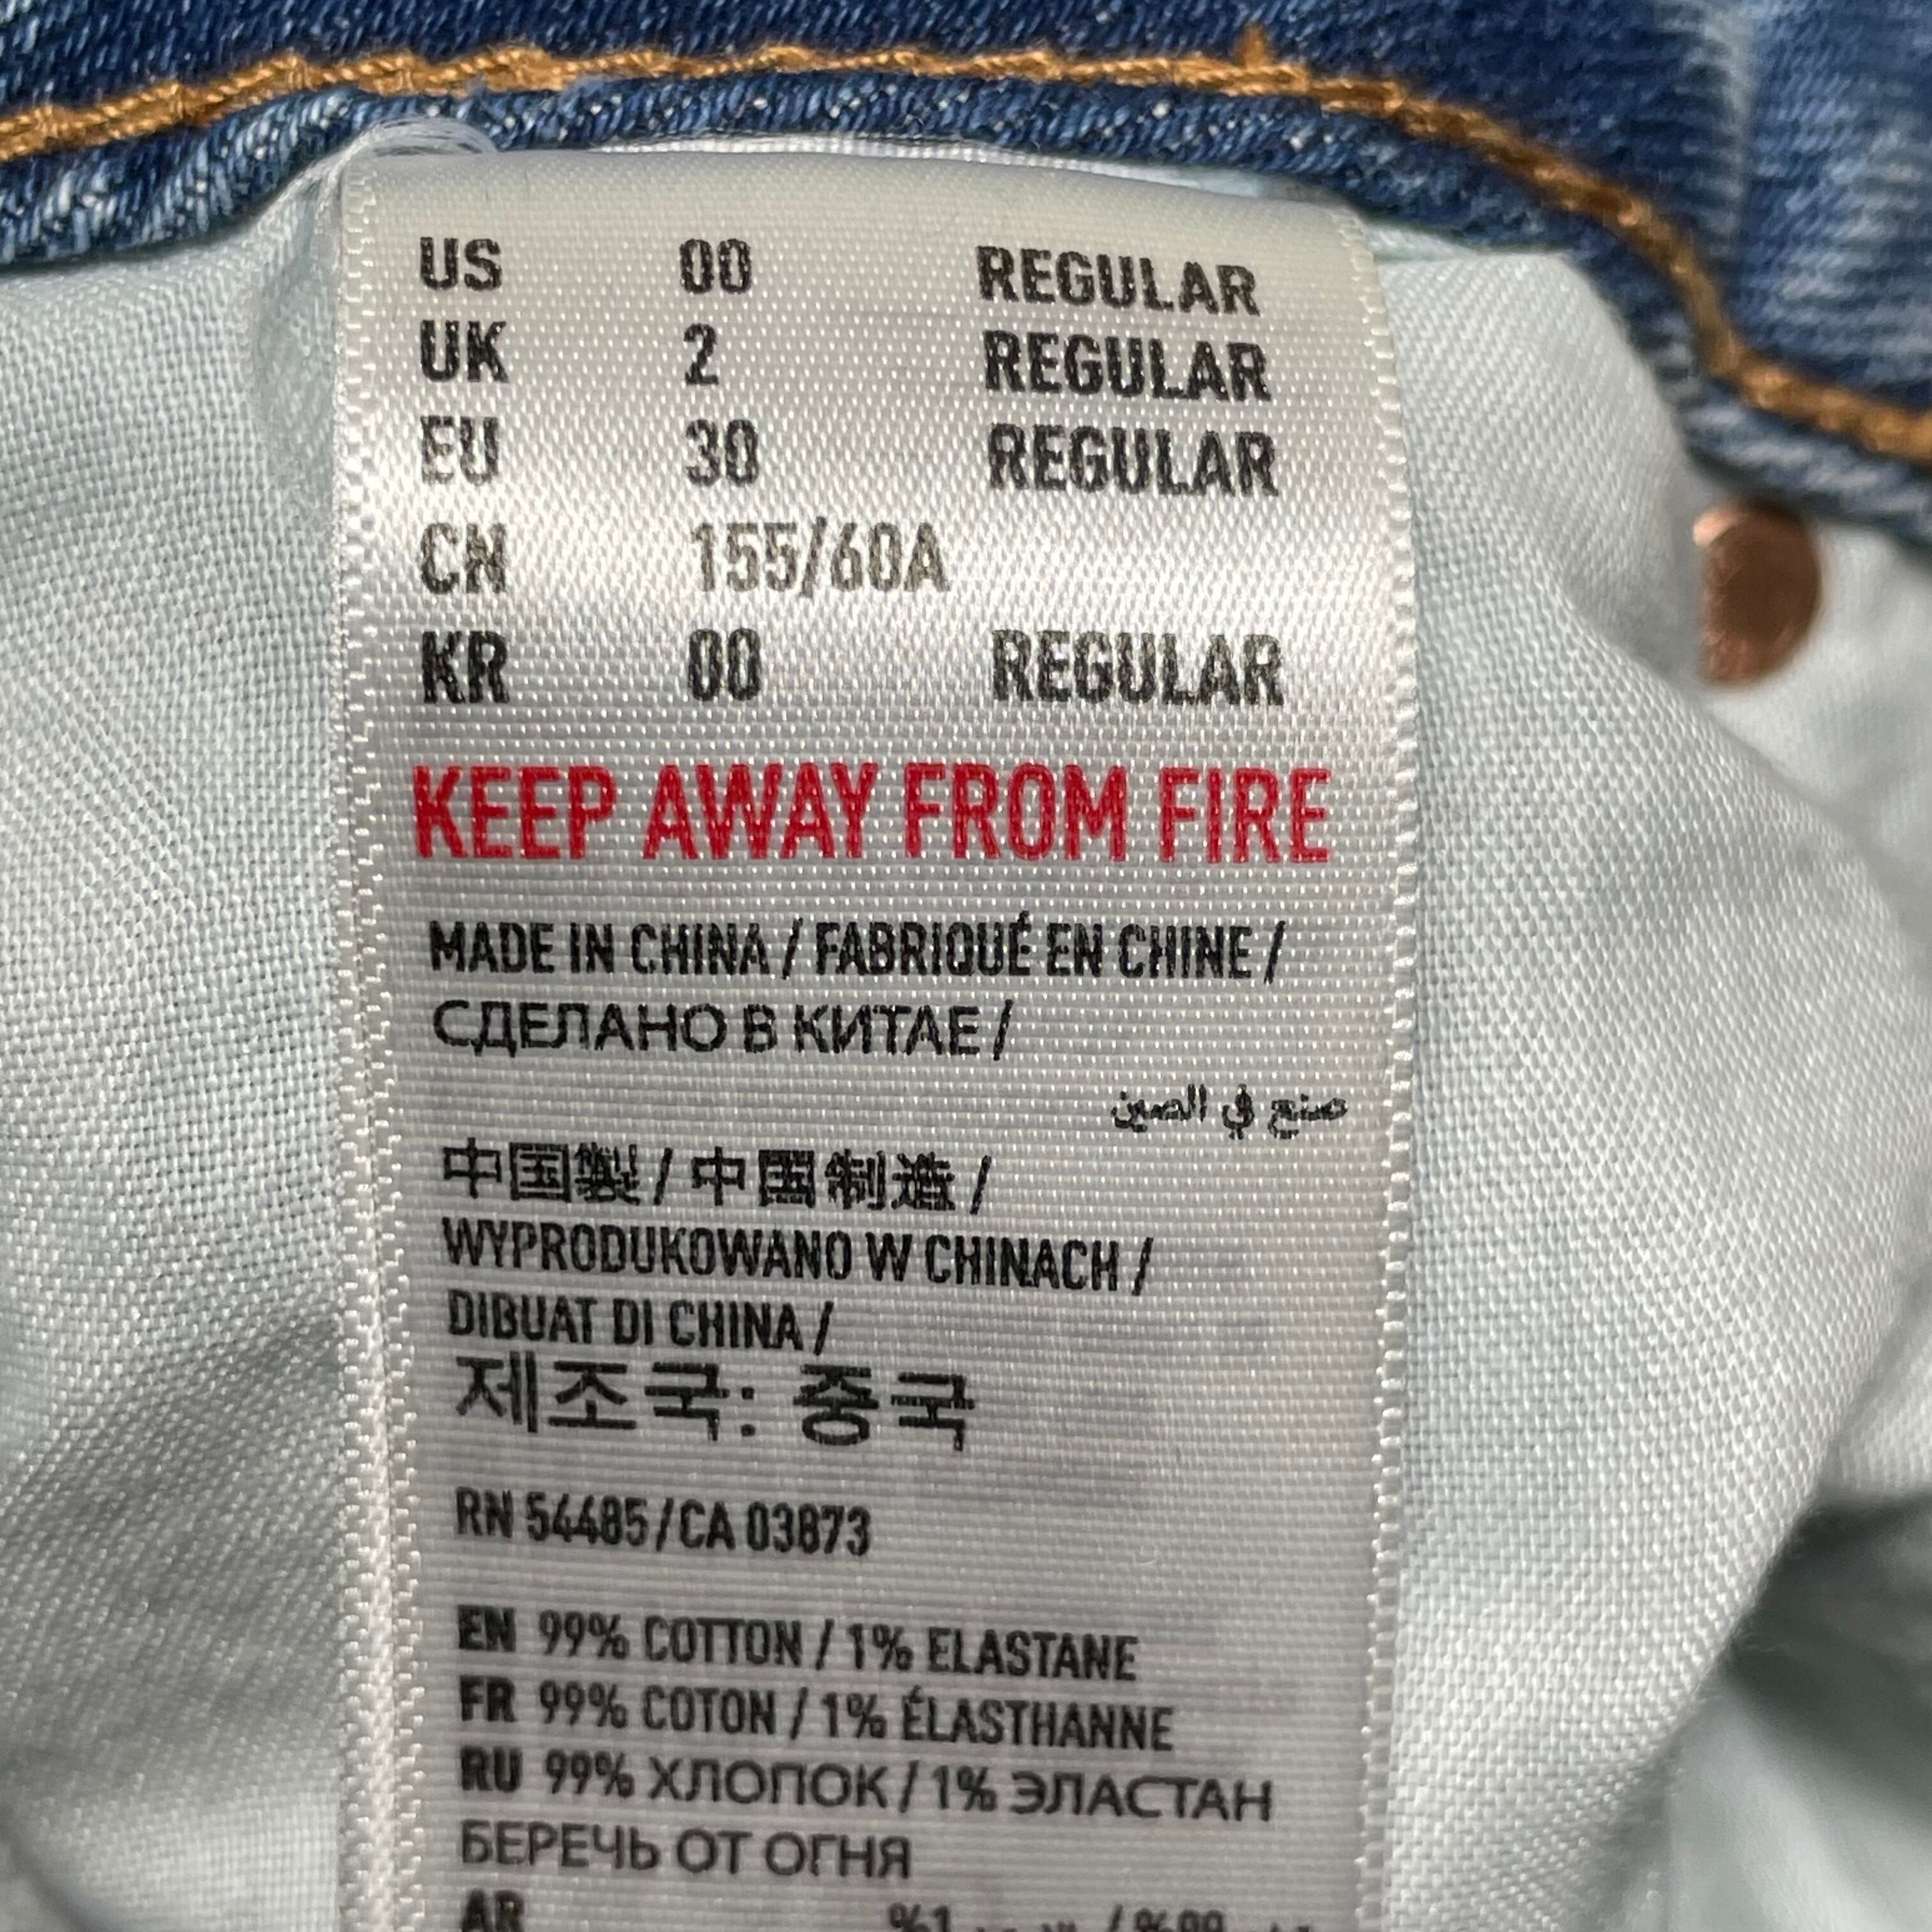 US 00 REGULAR
UK 2 REGULAR
EU 30 REGULAR
CN 155/60A
KR 00 REGULAR
KEEP AWAY FROM FIRE
MADE IN CHINA / FABRIQUÉ EN CHINE /
СДЕЛАНО В КИТАЕ /
صنع في الصين
中国製 / 中国制造 /
WYPRODUKOWANO W CHINACH /
DIBUAT DI CHINA /
제조국: 중국
RN 54485 / CA 03873
EN 99% COTTON / 1% ELASTANE
FR 99% COTON / 1% ÉLASTHANNE
RU 99% ХЛОПОК / 1% ЭЛАСТАН
БЕРЕЧЬ ОТ ОГНЯ
AR